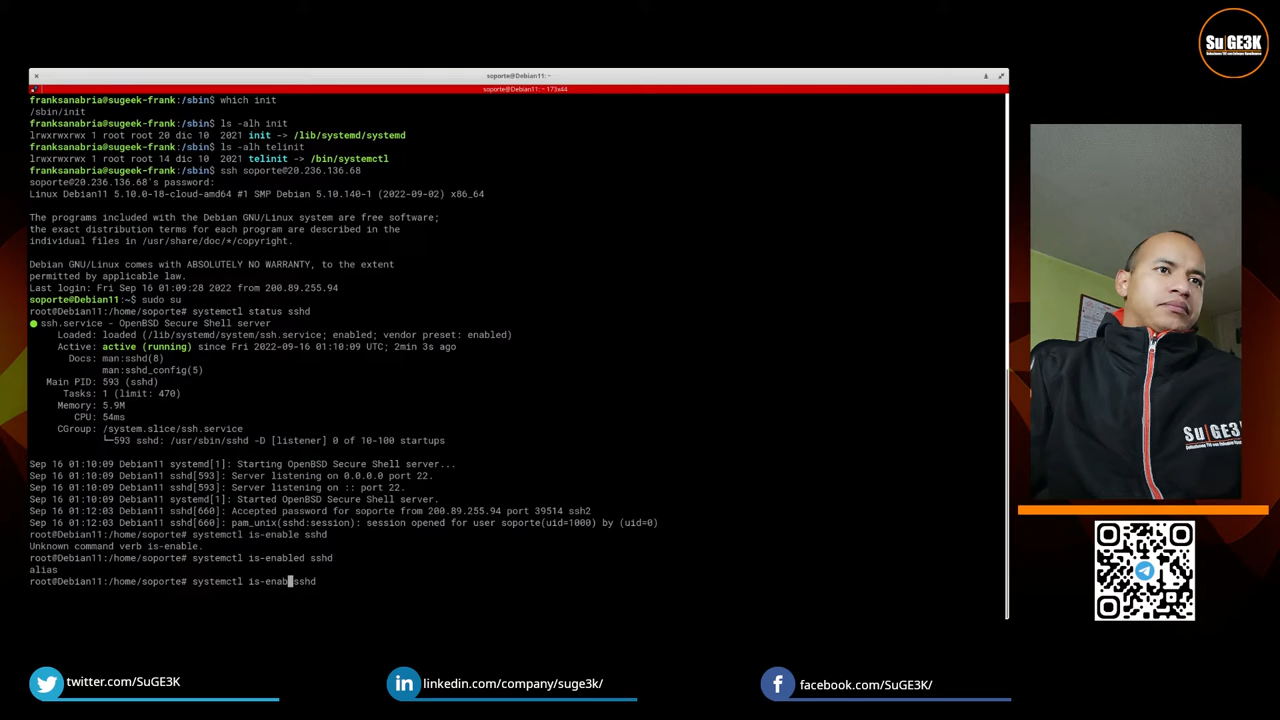 Su GE3K
soporte@Debian11: ~
soporte@Debian11: ~ 173x44
franksanabria@sugeek-frank:/sbin$ which init
/sbin/init
franksanabria@sugeek-frank:/sbin$ ls -alh init
lrwxrwxrwx 1 root root 20 dic 10  2021 init -> /lib/systemd/systemd
franksanabria@sugeek-frank:/sbin$ ls -alh telinit
lrwxrwxrwx 1 root root 14 dic 10  2021 telinit -> /bin/systemctl
franksanabria@sugeek-frank:/sbin$ ssh soporte@20.236.136.68
soporte@20.236.136.68's password:
Linux Debian11 5.10.0-18-cloud-amd64 #1 SMP Debian 5.10.140-1 (2022-09-02) x86_64
The programs included with the Debian GNU/Linux system are free software;
the exact distribution terms for each program are described in the
individual files in /usr/share/doc/*/copyright.
Debian GNU/Linux comes with ABSOLUTELY NO WARRANTY, to the extent
permitted by applicable law.
Last login: Fri Sep 16 01:09:28 2022 from 200.89.255.94
soporte@Debian11:~$ sudo su
root@Debian11:/home/soporte# systemctl status sshd
ssh.service - OpenBSD Secure Shell server
Loaded: loaded (/lib/systemd/system/ssh.service; enabled; vendor preset: enabled)
Active: active (running) since Fri 2022-09-16 01:10:09 UTC; 2min 3s ago
Docs: man:sshd(8)
man:sshd_config(5)
Main PID: 593 (sshd)
Tasks: 1 (limit: 470)
Memory: 5.9M
CPU: 54ms
CGroup: /system.slice/ssh.service
└─593 sshd: /usr/sbin/sshd -D [listener] 0 of 10-100 startups
Sep 16 01:10:09 Debian11 systemd[1]: Starting OpenBSD Secure Shell server...
Sep 16 01:10:09 Debian11 sshd[593]: Server listening on 0.0.0.0 port 22.
Sep 16 01:10:09 Debian11 sshd[593]: Server listening on :: port 22.
Sep 16 01:10:09 Debian11 systemd[1]: Started OpenBSD Secure Shell server.
Sep 16 01:12:03 Debian11 sshd[660]: Accepted password for soporte from 200.89.255.94 port 39514 ssh2
Sep 16 01:12:03 Debian11 sshd[660]: pam_unix(sshd:session): session opened for user soporte(uid=1000) by (uid=0)
root@Debian11:/home/soporte# systemctl is-enable sshd
Unknown command verb is-enable.
root@Debian11:/home/soporte# systemctl is-enabled sshd
alias
root@Debian11:/home/soporte# systemctl is-enab sshd
Su GE3K
twitter.com/SuGE3K
linkedin.com/company/suge3k/
facebook.com/SuGE3K/